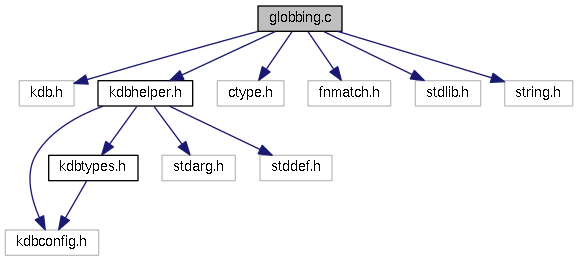 globbing.c
kdb.h
kdbhelper.h
ctype.h
fnmatch.h
stdlib.h
string.h
kdbtypes.h
stdarg.h
stddef.h
kdbconfig.h